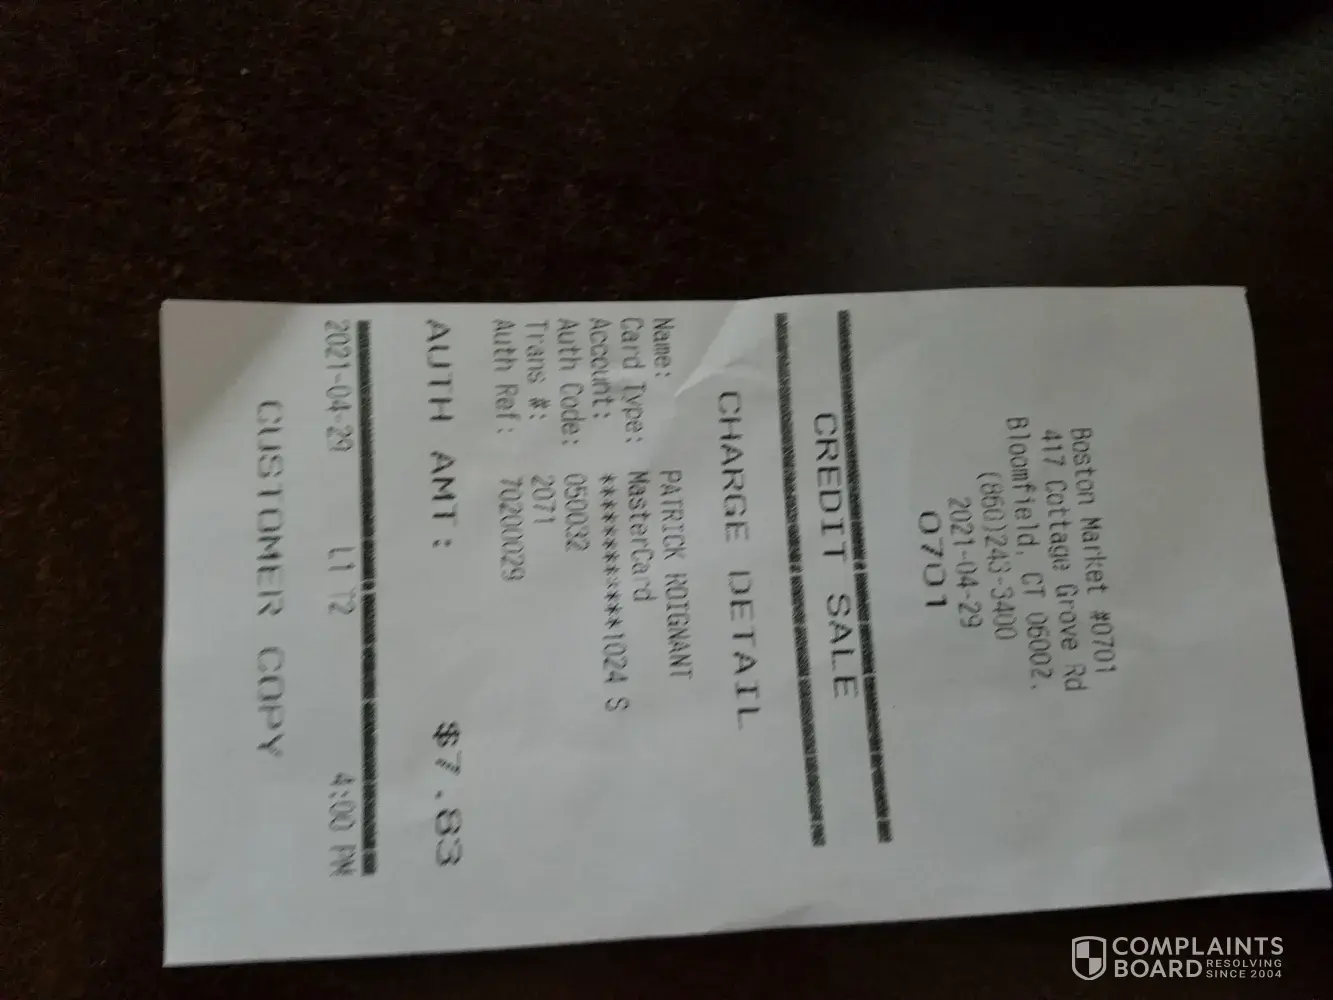 Boston Market #0701
417 Cottage Grove Rd
Bloomfield, CT 06002.
(860)243-3400
2021-04-29
0701
CREDIT SALE
CHARGE DETAIL
Name: PATRICK ROIGNANT
Card Type: MasterCard
Account: ************1024 S
Auth Code: 050032
Trans #: 2071
Auth Ref: 70200029
AUTH AMT: $7.83
2021-04-29 L1 T2 4:00 PM
CUSTOMER COPY
COMPLAINTS
BOARD RESOLVING
SINCE 2004